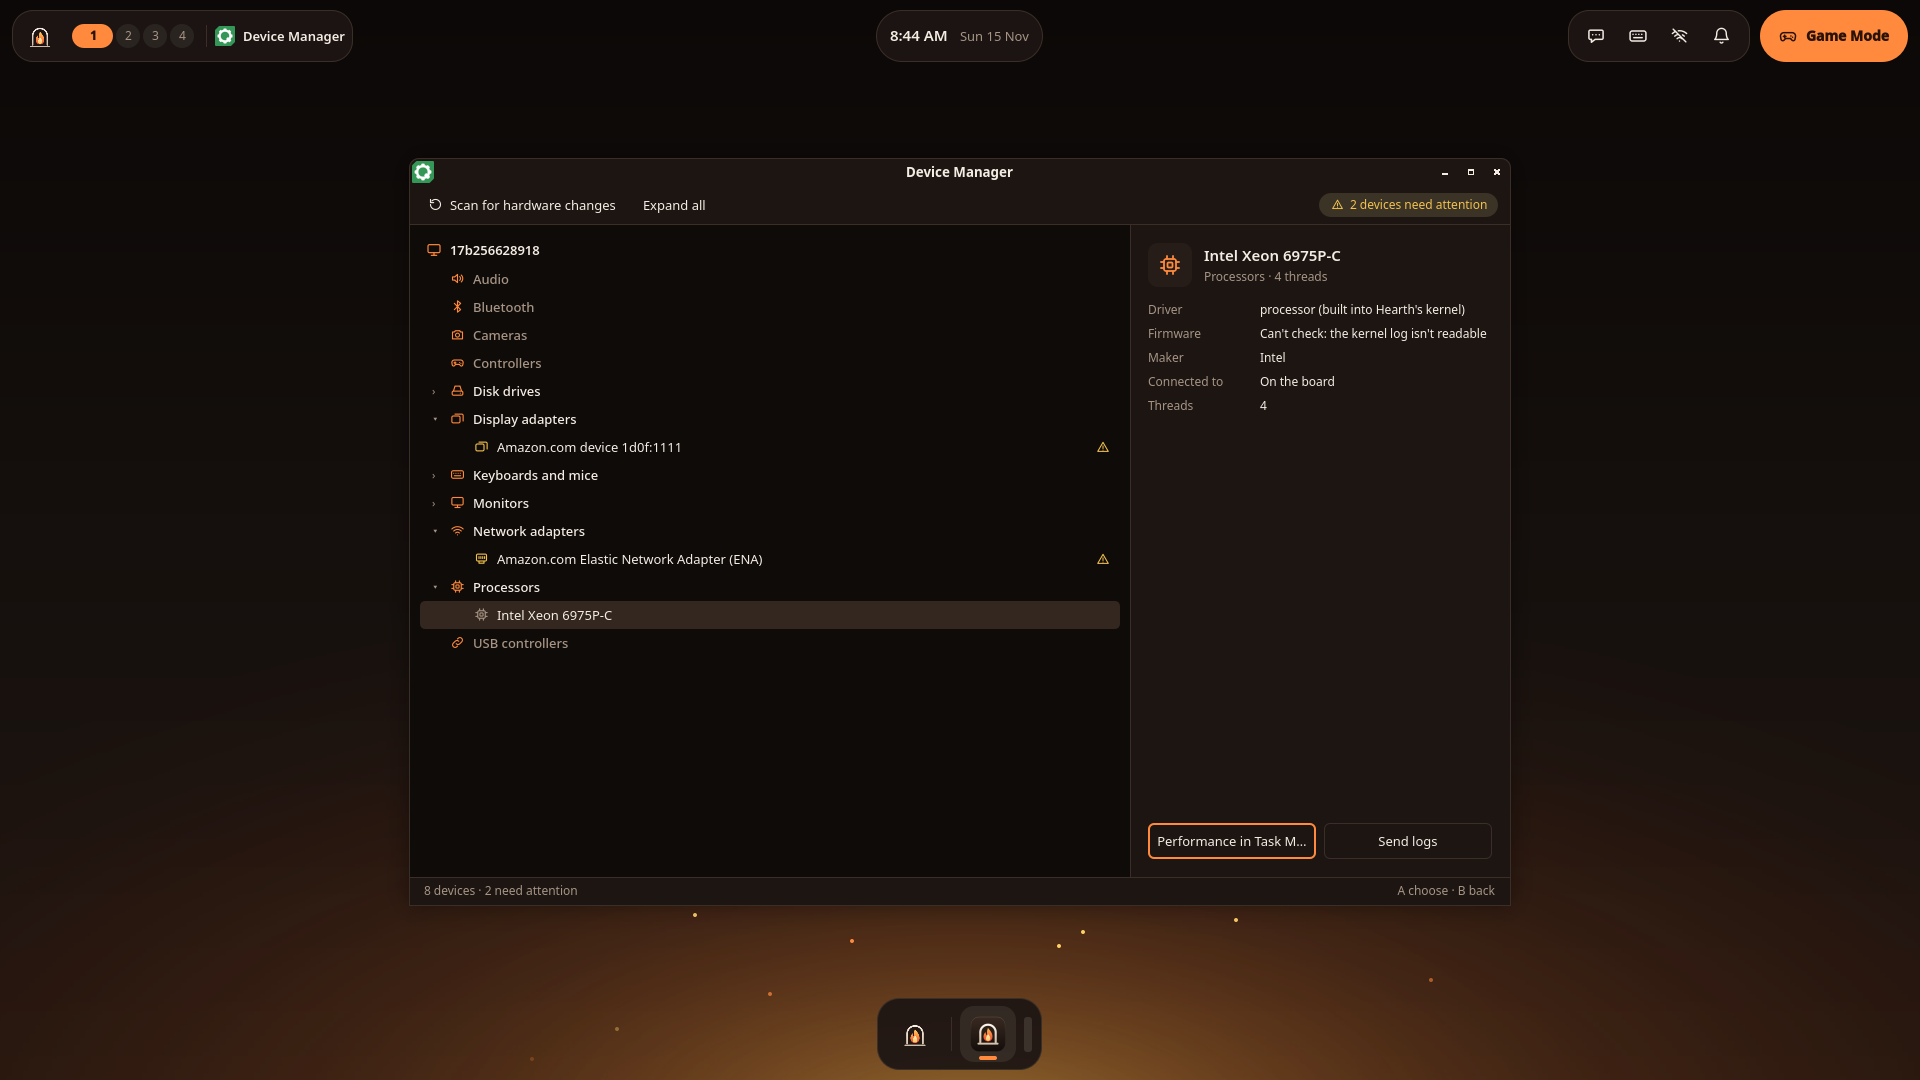 1 2 3 4 Device Manager
8:44 AM Sun 15 Nov
Game Mode
Device Manager
Scan for hardware changes Expand all
2 devices need attention
17b256628918
Audio
Bluetooth
Cameras
Controllers
Disk drives
Display adapters
Amazon.com device 1d0f:1111
Keyboards and mice
Monitors
Network adapters
Amazon.com Elastic Network Adapter (ENA)
Processors
Intel Xeon 6975P-C
USB controllers
Intel Xeon 6975P-C
Processors · 4 threads
Driver processor (built into Hearth's kernel)
Firmware Can't check: the kernel log isn't readable
Maker Intel
Connected to On the board
Threads 4
Performance in Task M... Send logs
8 devices · 2 need attention
A choose · B back